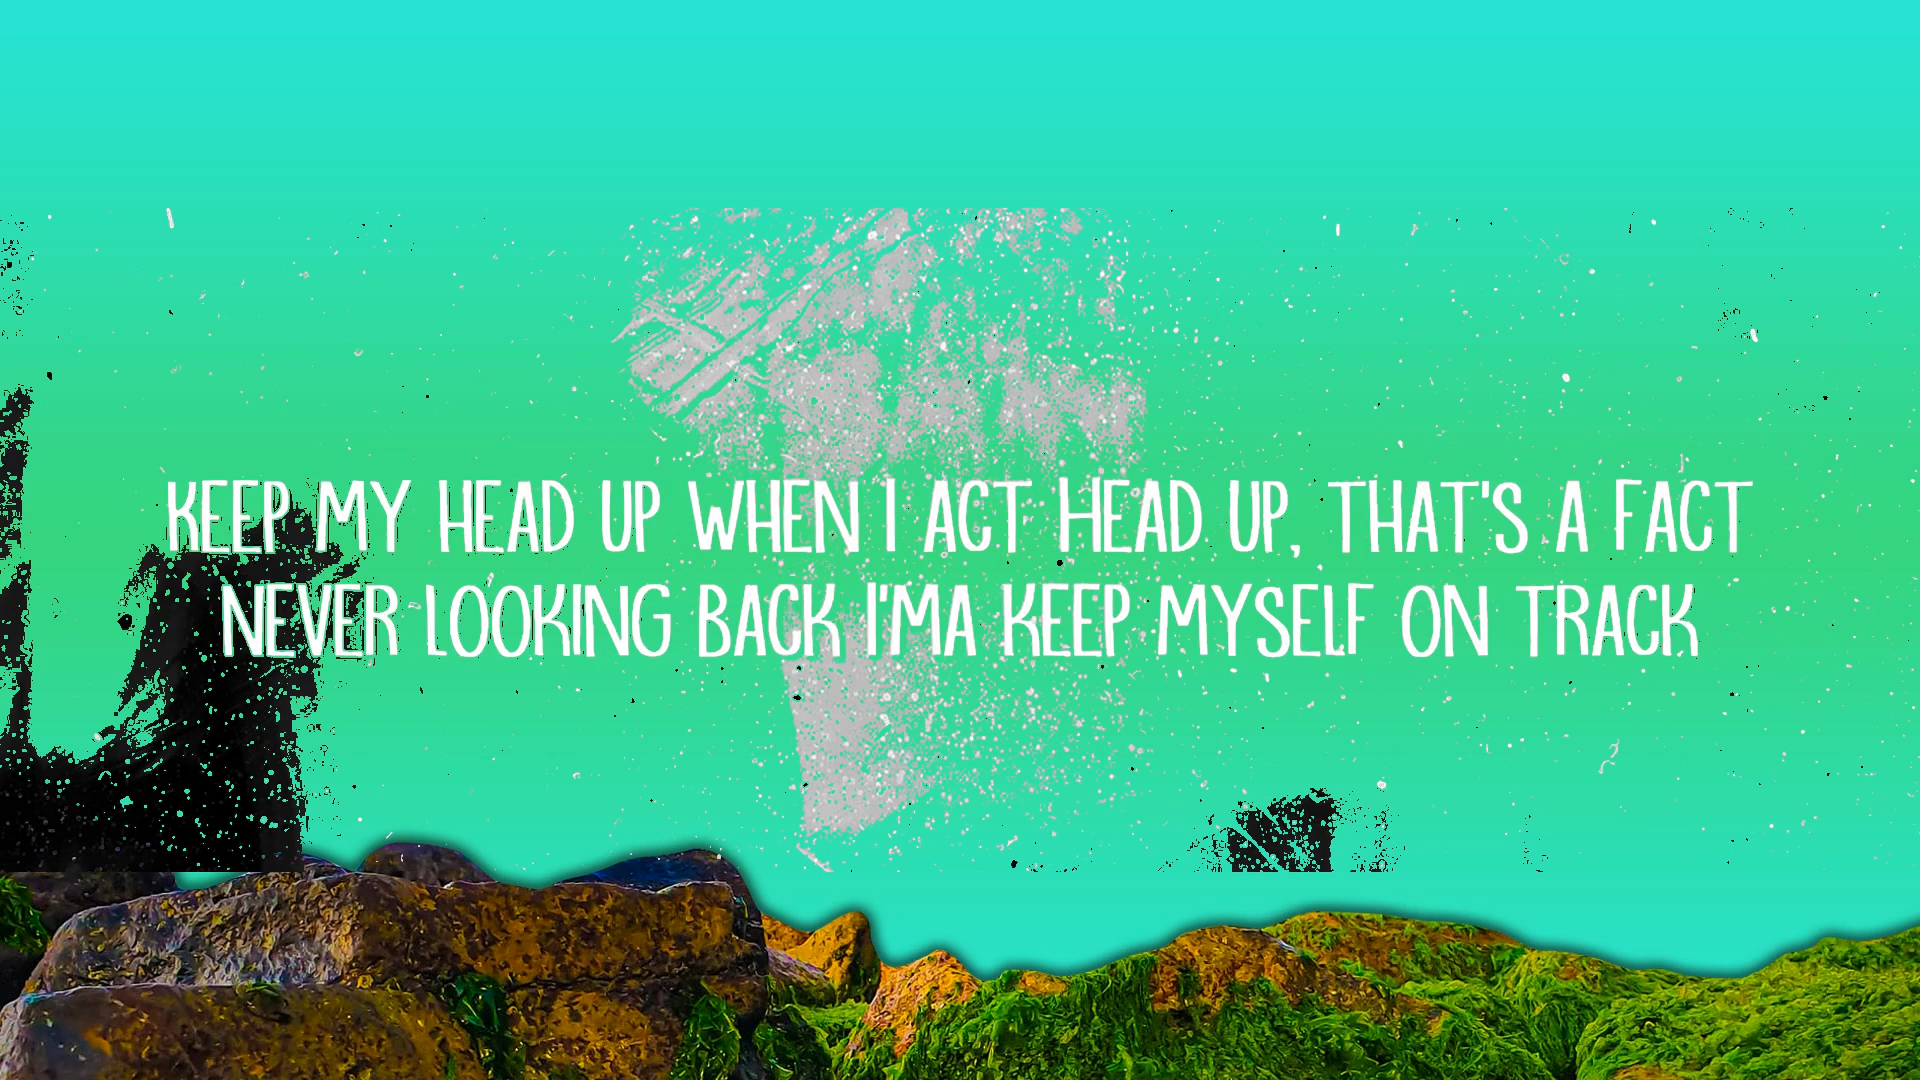 KEEP MY HEAD UP WHEN I ACT HEAD UP, THAT'S A FACT
NEVER LOOKING BACK I'MA KEEP MYSELF ON TRACK